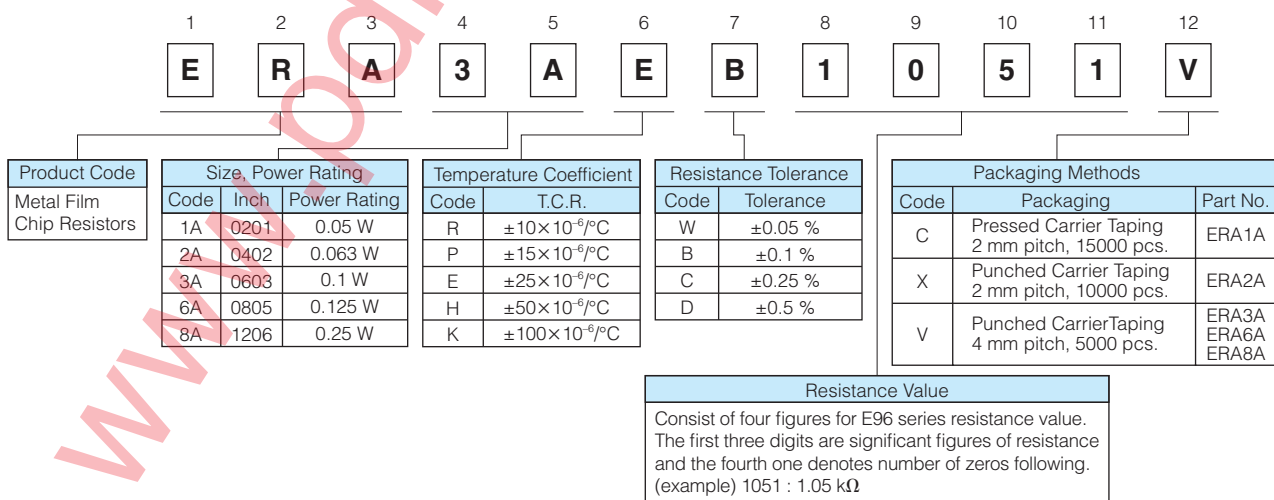 1 2 3 4 5 6 7 8 9 10 11 12
E R A 3 A E B 1 0 5 1 V
Product Code
Metal Film
Chip Resistors
Size, Power Rating
Code Inch Power Rating
1A 0201 0.05 W
2A 0402 0.063 W
3A 0603 0.1 W
6A 0805 0.125 W
8A 1206 0.25 W
Temperature Coefficient
Code T.C.R.
R ±10×10⁻⁶/°C
P ±15×10⁻⁶/°C
E ±25×10⁻⁶/°C
H ±50×10⁻⁶/°C
K ±100×10⁻⁶/°C
Resistance Tolerance
Code Tolerance
W ±0.05 %
B ±0.1 %
C ±0.25 %
D ±0.5 %
Packaging Methods
Code Packaging Part No.
C Pressed Carrier Taping
2 mm pitch, 15000 pcs. ERA1A
X Punched Carrier Taping
2 mm pitch, 10000 pcs. ERA2A
V Punched CarrierTaping
4 mm pitch, 5000 pcs. ERA3A
ERA6A
ERA8A
Resistance Value
Consist of four figures for E96 series resistance value.
The first three digits are significant figures of resistance
and the fourth one denotes number of zeros following.
(example) 1051 : 1.05 kΩ
www.pd